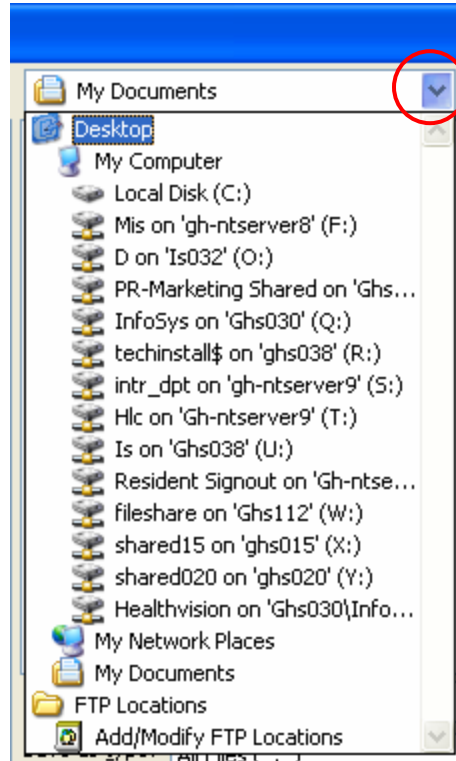 My Documents
Desktop
My Computer
Local Disk (C:)
Mis on 'gh-ntserver8' (F:)
D on 'Is032' (O:)
PR-Marketing Shared on 'Ghs...
InfoSys on 'Ghs030' (Q:)
techinstall$ on 'ghs038' (R:)
intr_dpt on 'gh-ntserver9' (S:)
Hlc on 'Gh-ntserver9' (T:)
Is on 'Ghs038' (U:)
Resident Signout on 'Gh-ntse...
fileshare on 'Ghs112' (W:)
shared15 on 'ghs015' (X:)
shared020 on 'ghs020' (Y:)
Healthvision on 'Ghs030\Info...
My Network Places
My Documents
FTP Locations
Add/Modify FTP Locations